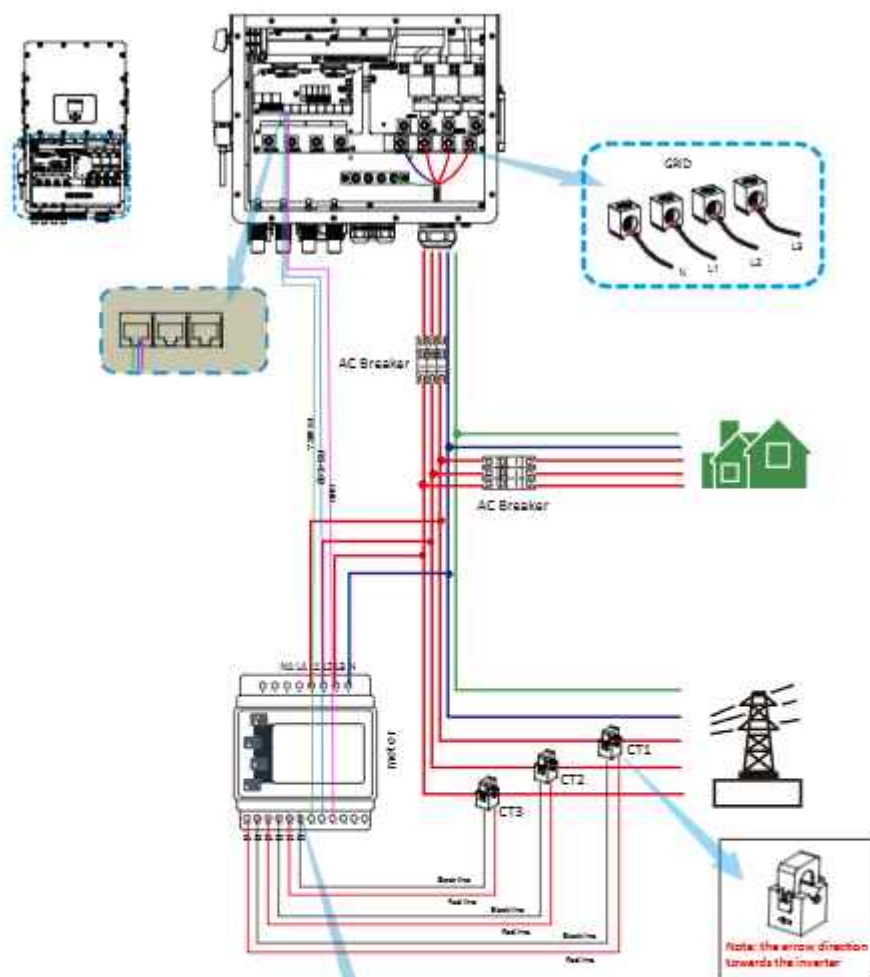 GRID
N
L1
L2
L3
AC Breaker
AC Breaker
meter
CT1
CT2
CT3
Black line
Red line
Black line
Red line
Black line
Red line
Note: the arrow direction
towards the inverter